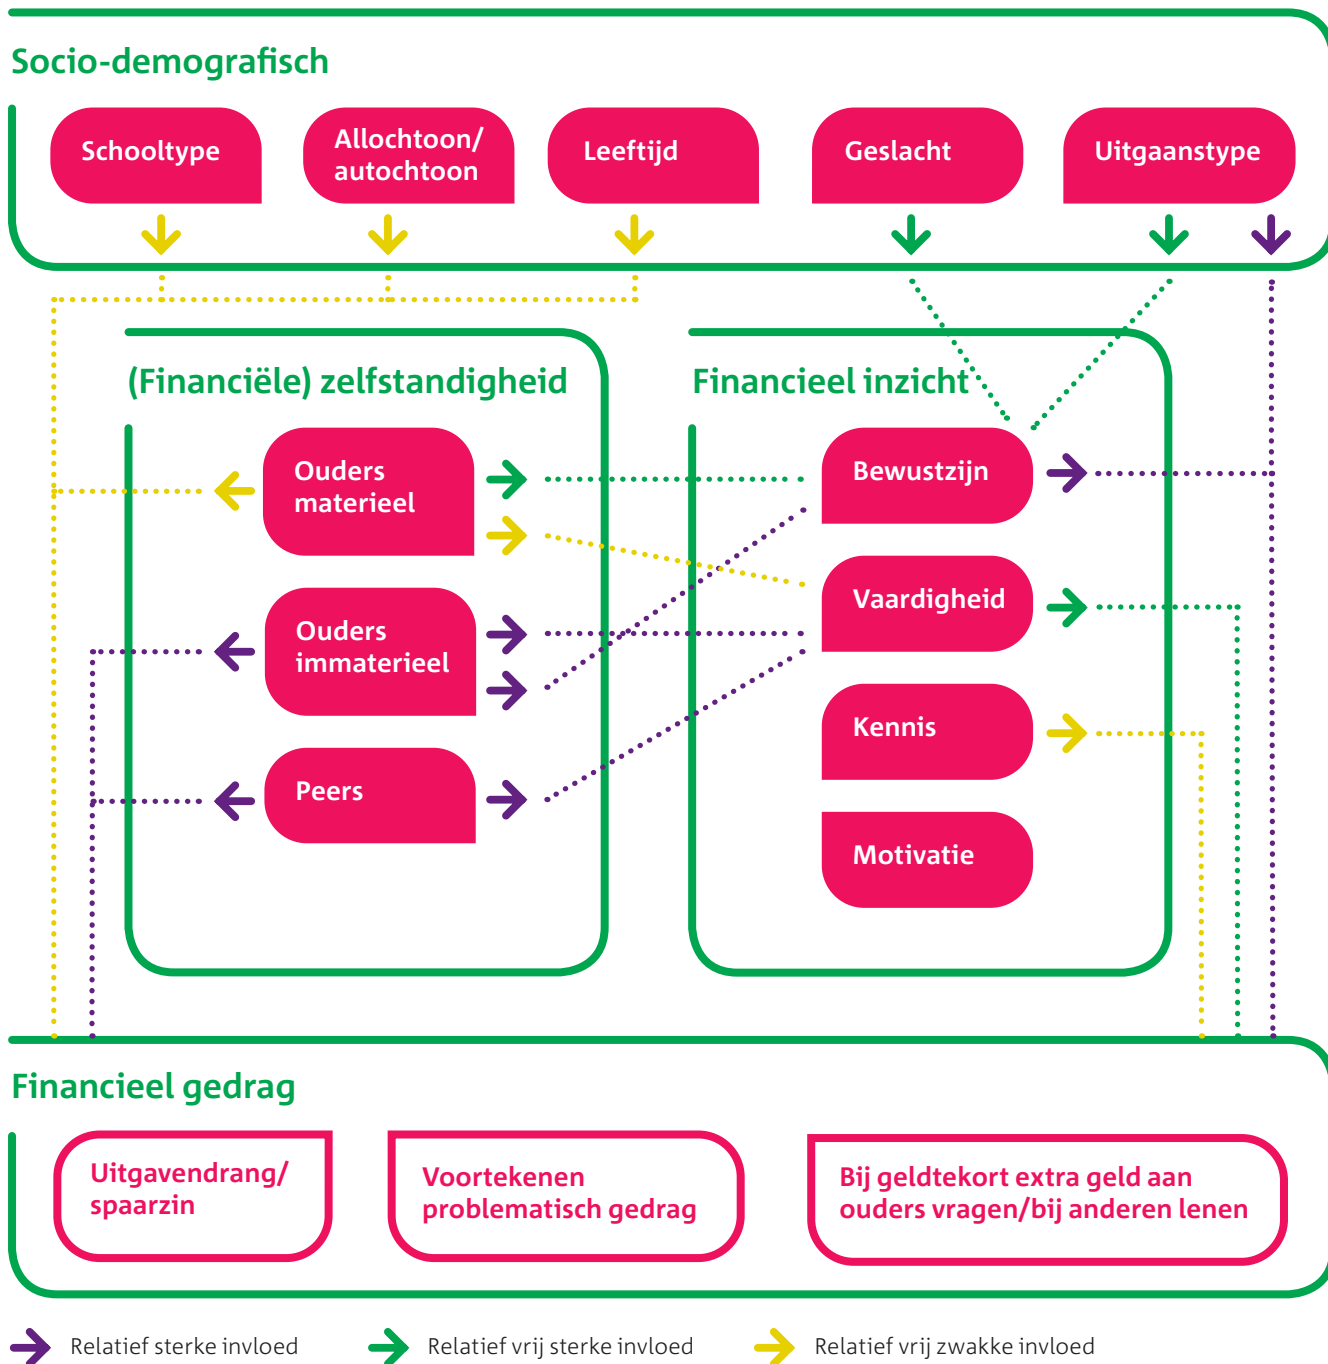 Socio-demografisch
Schooltype
Allochtoon/
autochtoon
Leeftijd
Geslacht
Uitgaanstype
(Financiële) zelfstandigheid
Ouders
materieel
Ouders
immaterieel
Peers
Financieel inzicht
Bewustzijn
Vaardigheid
Kennis
Motivatie
Financieel gedrag
Uitgavendrang/
spaarzin
Voortekenen
problematisch gedrag
Bij geldtekort extra geld aan
ouders vragen/bij anderen lenen
Relatief sterke invloed
Relatief vrij sterke invloed
Relatief vrij zwakke invloed